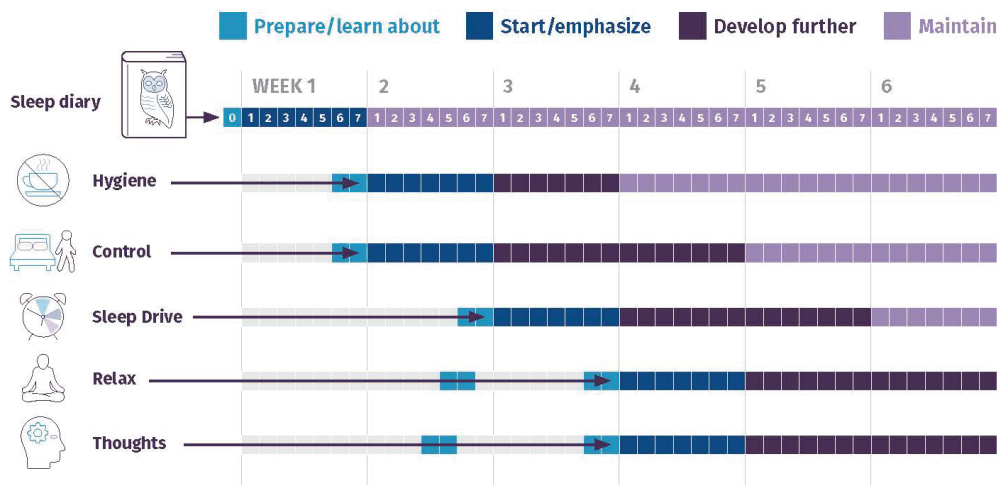 Prepare/learn about Start/emphasize Develop further Maintain
WEEK 1 2 3 4 5 6
Sleep diary
0 1 2 3 4 5 6 7 1 2 3 4 5 6 7 1 2 3 4 5 6 7 1 2 3 4 5 6 7 1 2 3 4 5 6 7 1 2 3 4 5 6 7
Hygiene
Control
Sleep Drive
Relax
Thoughts